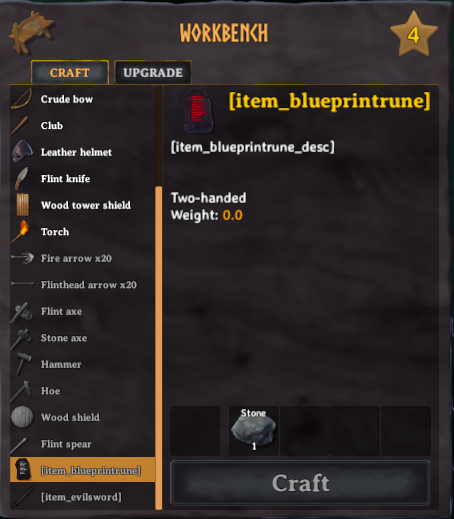 WORKBENCH
4
CRAFT
UPGRADE
Crude bow
Club
Leather helmet
Flint knife
Wood tower shield
Torch
Fire arrow x20
Flinthead arrow x20
Flint axe
Stone axe
Hammer
Hoe
Wood shield
Flint spear
[item_blueprintrune]
[item_evilsword]
[item_blueprintrune]
[item_blueprintrune_desc]
Two-handed
Weight: 0.0
Stone
1
Craft